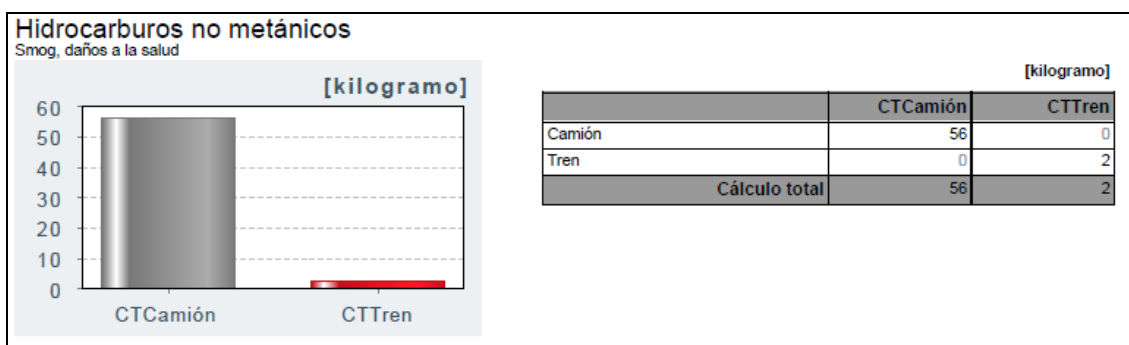 Hidrocarburos no metánicos
Smog, daños a la salud
[kilogramo]
60
50
40
30
20
10
0
CTCamión CTTren
[kilogramo]
CTCamión CTTren
Camión 56 0
Tren 0 2
Cálculo total 56 2